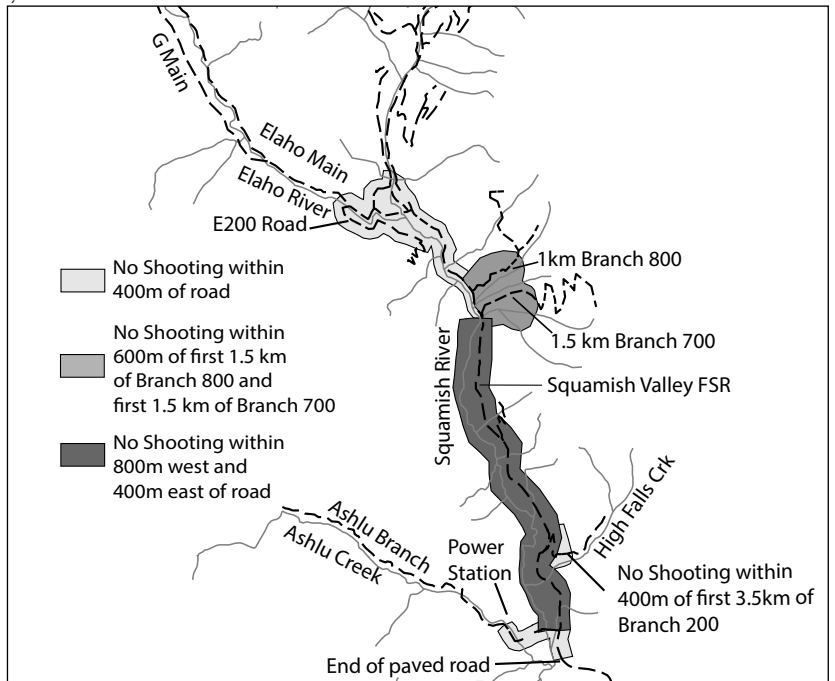 G Main
Elaho Main
Elaho River
E200 Road
No Shooting within
400m of road
1km Branch 800
No Shooting within
600m of first 1.5 km
of Branch 800 and
first 1.5 km of Branch 700
1.5 km Branch 700
Squamish River
Squamish Valley FSR
No Shooting within
800m west and
400m east of road
High Falls Crk
Ashlu Branch
Ashlu Creek
Power
Station
No Shooting within
400m of first 3.5km of
Branch 200
End of paved road